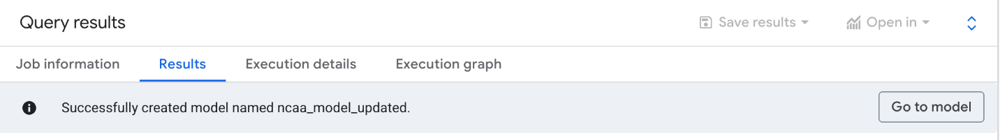 Query results
Save results
Open in
Job information
Results
Execution details
Execution graph
Successfully created model named ncaa_model_updated.
Go to model